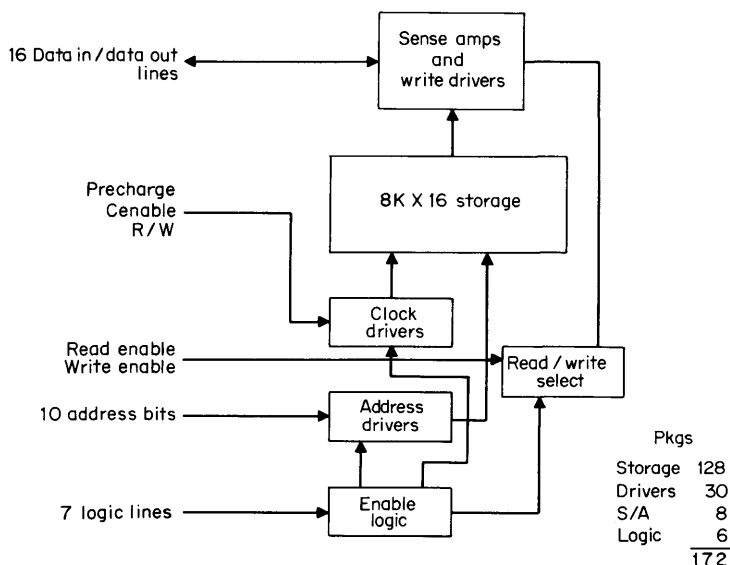 16 Data in/data out
lines
Sense amps
and
write drivers
8K X 16 storage
Precharge
Cenable
R/W
Clock
drivers
Read enable
Write enable
Read/write
select
10 address bits
Address
drivers
7 logic lines
Enable
logic
Pkgs
Storage 128
Drivers 30
S/A 8
Logic 6
172